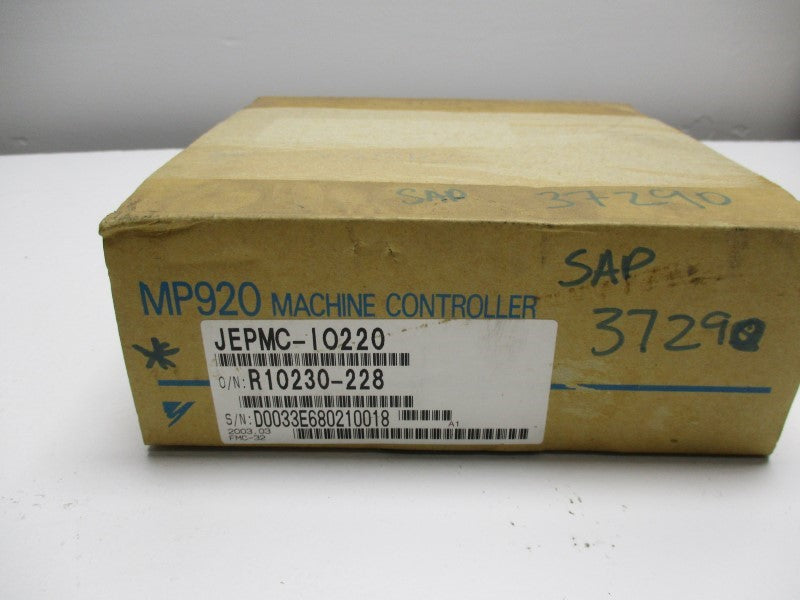 SAP 37290
SAP
37290
MP920 MACHINE CONTROLLER
JEPMC-IO220
O/N: R10230-228
S/N: D0033E680210018
A1
2003.03
FMC-32